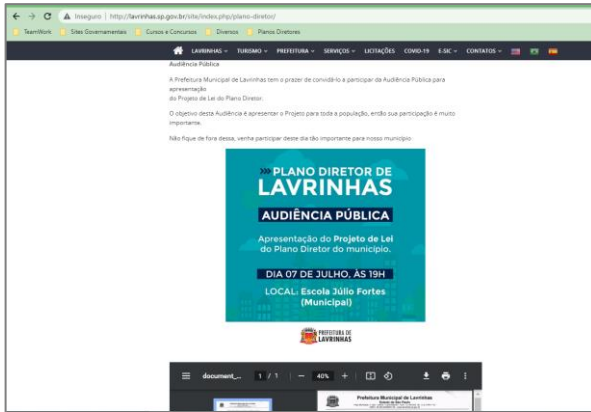 Inseguro | http://lavrinhas.sp.gov.br/site/index.php/plano-diretor/
TeamWork Sites Governamentais Cursos e Concursos Diversos Planos Diretores
LAVRINHAS TURISMO PREFEITURA SERVIÇOS LICITAÇÕES COVID-19 E-SIC CONTATOS
Audiência Pública
A Prefeitura Municipal de Lavrinhas tem o prazer de convidá-lo a participar da Audiência Pública para
apresentação
do Projeto de Lei do Plano Diretor.
O objetivo desta Audiência é apresentar o Projeto para toda a população, então sua participação é muito
importante.
Não fique de fora dessa, venha participar deste dia tão importante para nosso município.
PLANO DIRETOR DE
LAVRINHAS
AUDIÊNCIA PÚBLICA
Apresentação do Projeto de Lei
do Plano Diretor do município.
DIA 07 DE JULHO, ÀS 19H
LOCAL: Escola Júlio Fortes
(Municipal)
PREFEITURA DE
LAVRINHAS
document_... 1 / 1 — 40% +
Prefeitura Municipal de Lavrinhas
Estado de São Paulo